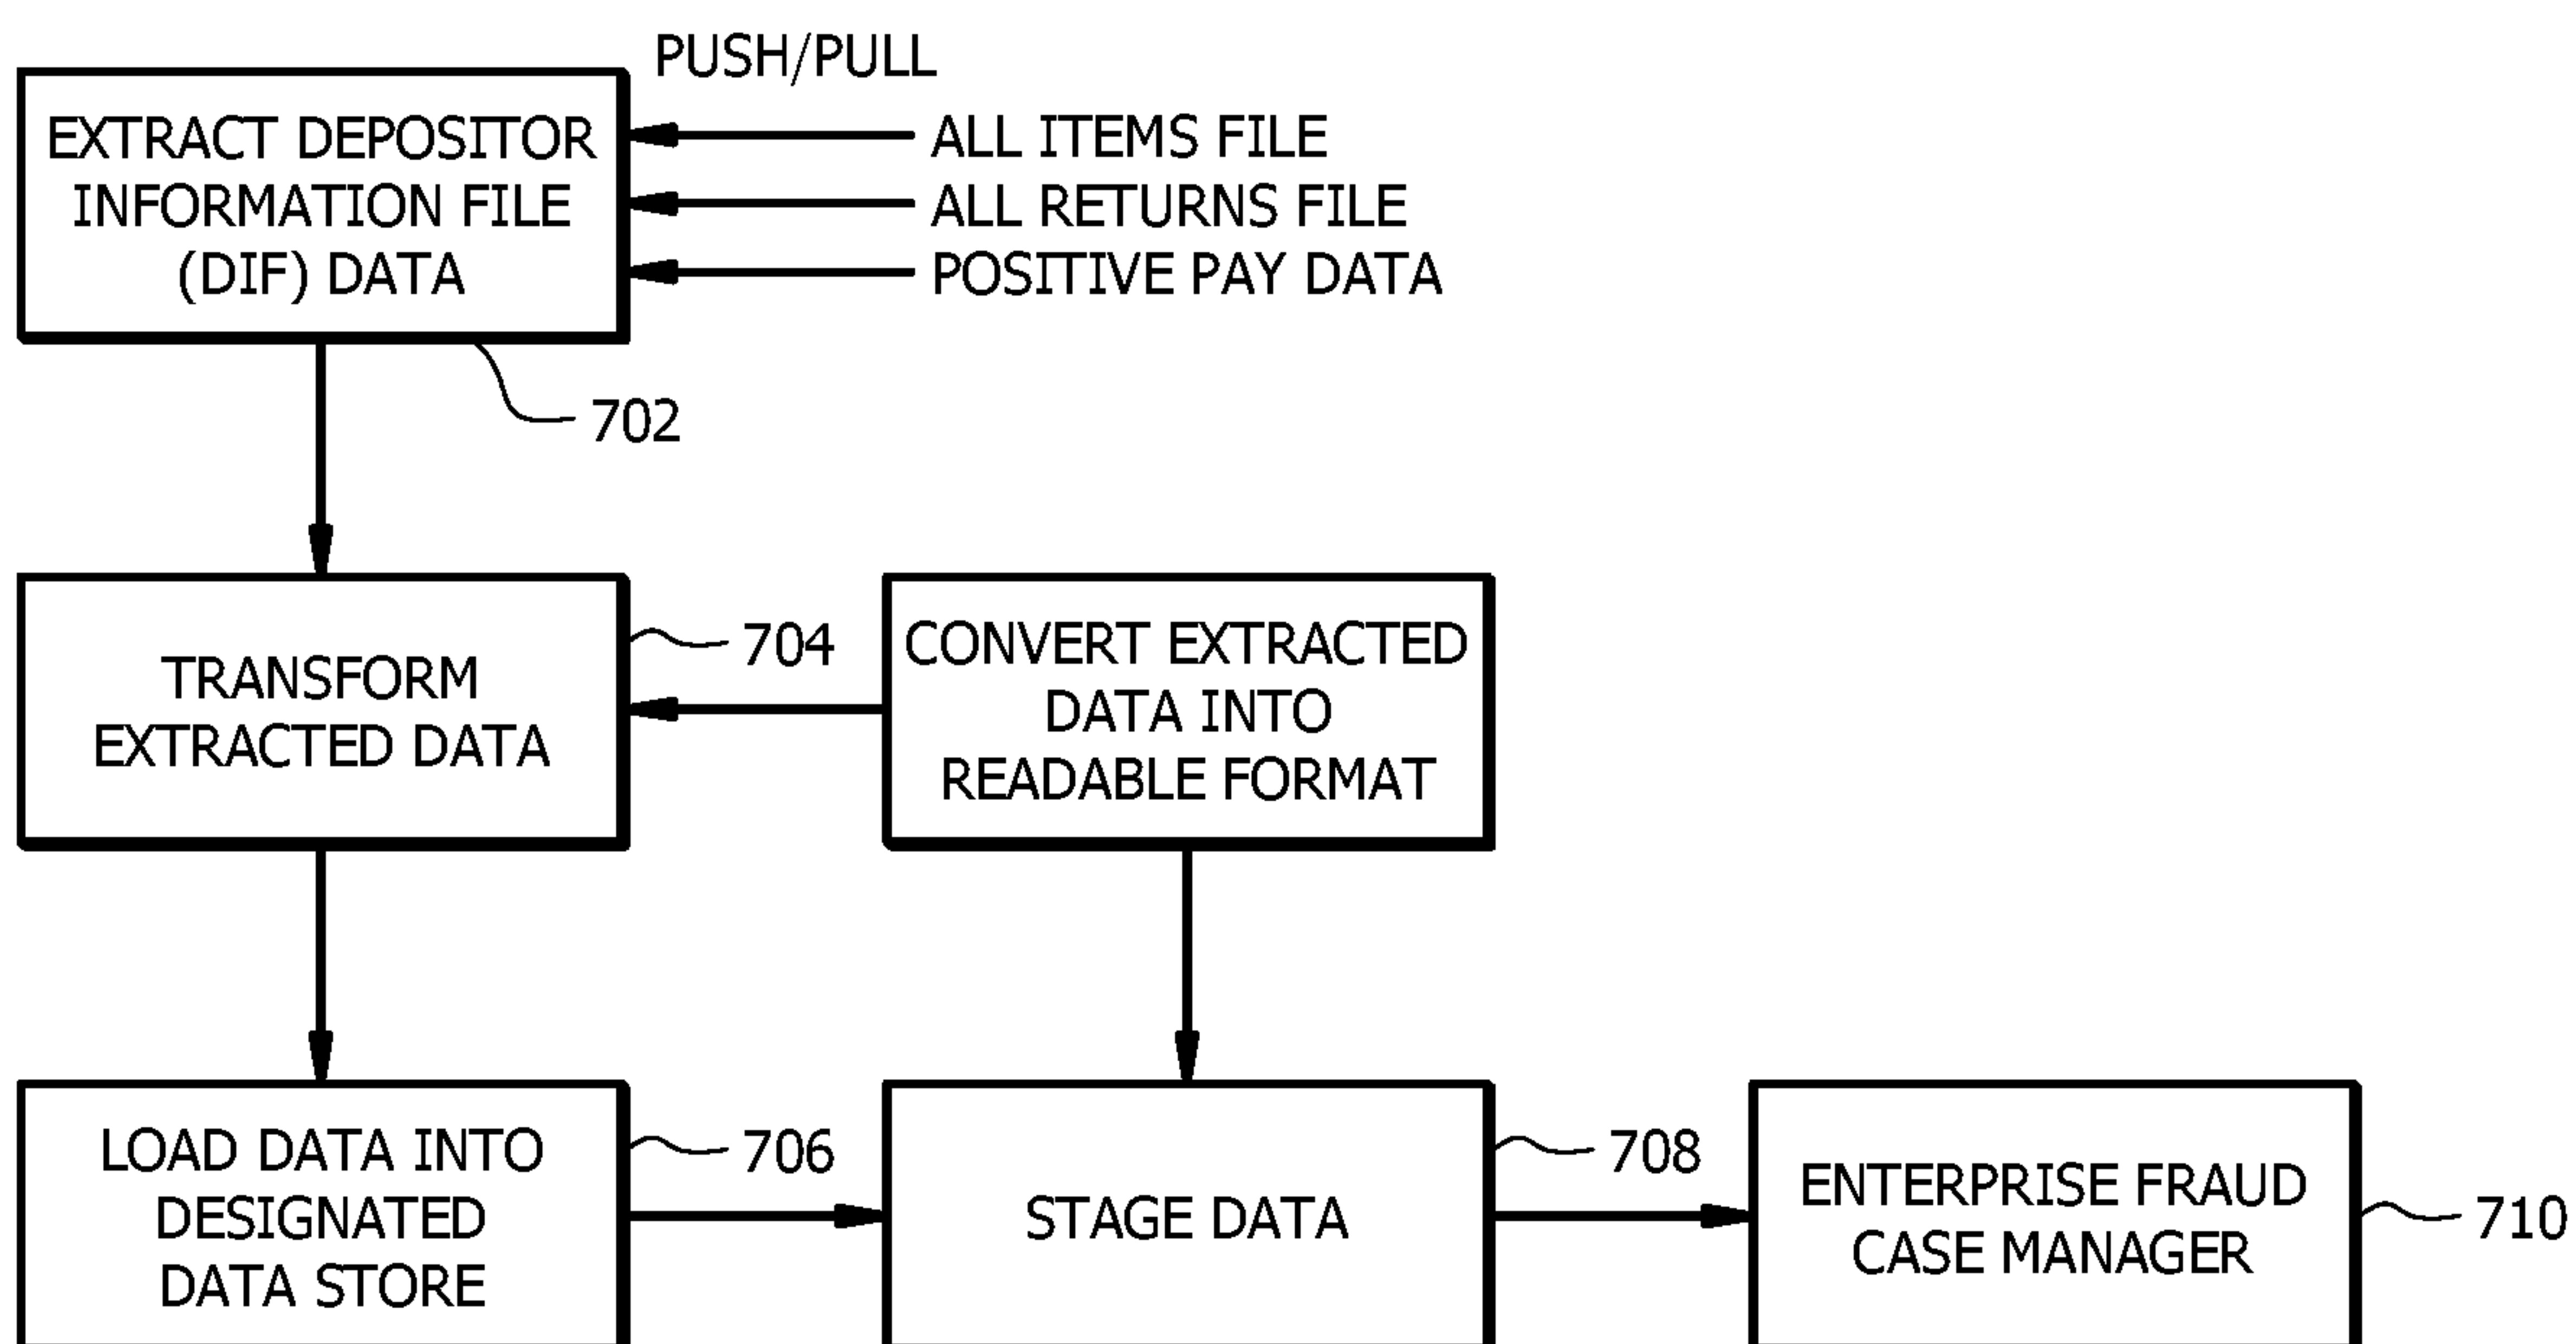 PUSH/PULL
EXTRACT DEPOSITOR
INFORMATION FILE
(DIF) DATA
ALL ITEMS FILE
ALL RETURNS FILE
POSITIVE PAY DATA
702
TRANSFORM
EXTRACTED DATA
704
CONVERT EXTRACTED
DATA INTO
READABLE FORMAT
LOAD DATA INTO
DESIGNATED
DATA STORE
706
STAGE DATA
708
ENTERPRISE FRAUD
CASE MANAGER
710